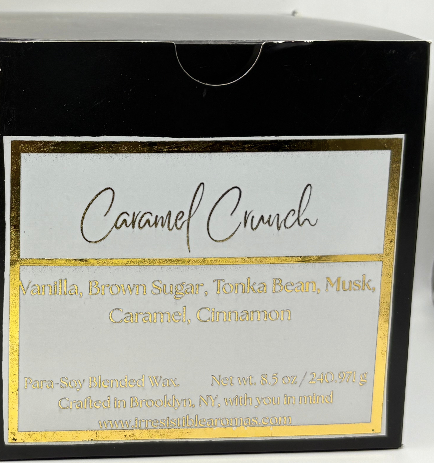 Caramel Crunch
Vanilla, Brown Sugar, Tonka Bean, Musk,
Caramel, Cinnamon
Para-Soy Blended Wax Net wt. 8.5 oz / 240.971 g
Crafted in Brooklyn, NY, with you in mind
www.irresistiblearomas.com